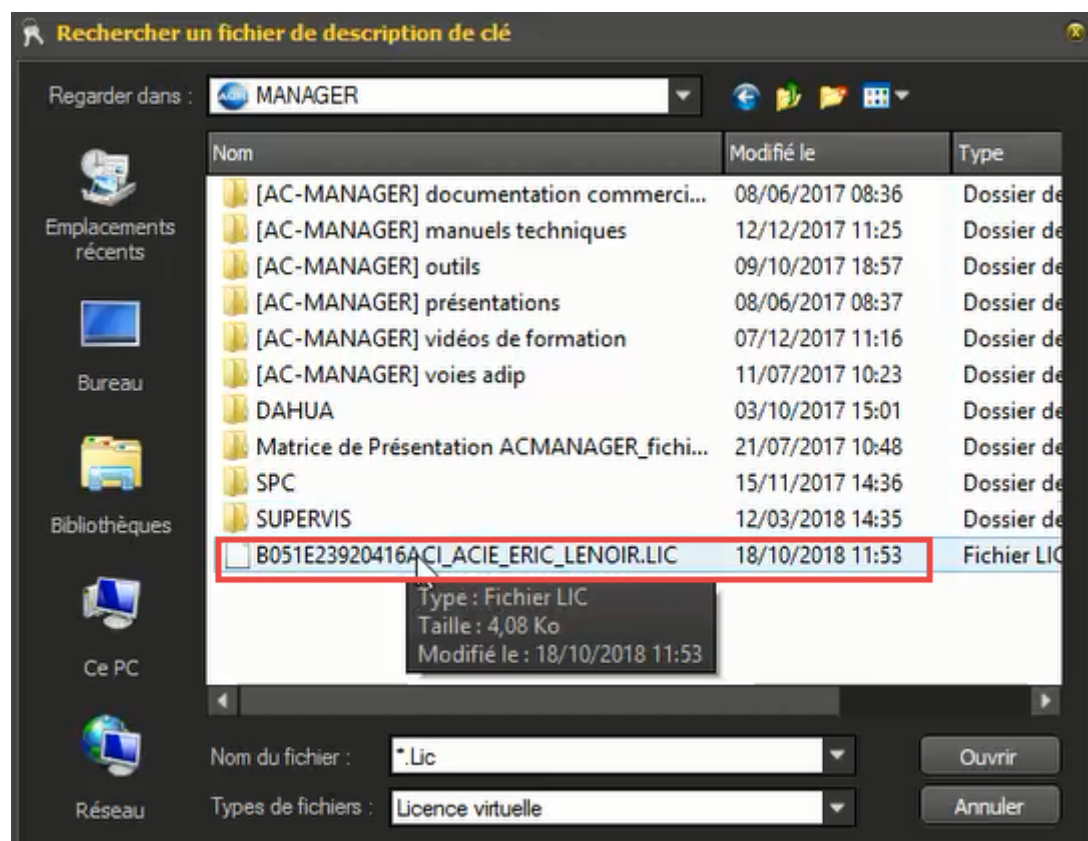 Rechercher un fichier de description de clé
Regarder dans : MANAGER
Nom Modifié le Type
[AC-MANAGER] documentation commerci... 08/06/2017 08:36 Dossier de
[AC-MANAGER] manuels techniques 12/12/2017 11:25 Dossier de
[AC-MANAGER] outils 09/10/2017 18:57 Dossier de
[AC-MANAGER] présentations 08/06/2017 08:37 Dossier de
[AC-MANAGER] vidéos de formation 07/12/2017 11:16 Dossier de
[AC-MANAGER] voies adip 11/07/2017 10:23 Dossier de
DAHUA 03/10/2017 15:01 Dossier de
Matrice de Présentation ACMANAGER_fichi... 21/07/2017 10:48 Dossier de
SPC 15/11/2017 14:36 Dossier de
SUPERVIS 12/03/2018 14:35 Dossier de
B051E23920416ACI_ACIE_ERIC_LENOIR.LIC 18/10/2018 11:53 Fichier LIC
Type : Fichier LIC
Taille : 4,08 Ko
Modifié le : 18/10/2018 11:53
Emplacements
récents
Bureau
Bibliothèques
Ce PC
Réseau
Nom du fichier : *.Lic Ouvrir
Types de fichiers : Licence virtuelle Annuler